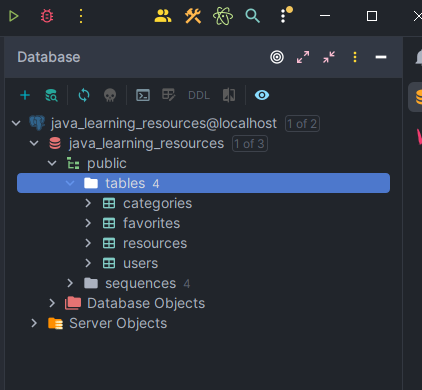 Database
DDL
java_learning_resources@localhost 1 of 2
java_learning_resources 1 of 3
public
tables 4
categories
favorites
resources
users
sequences 4
Database Objects
Server Objects